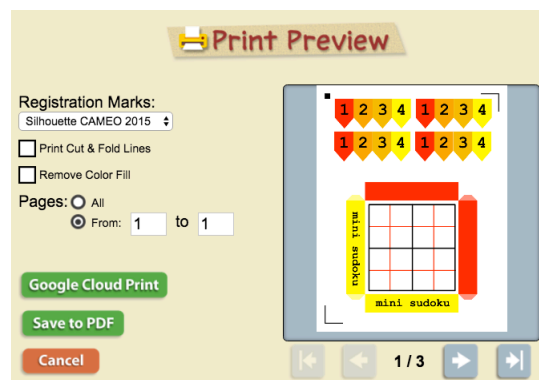 Print Preview
Registration Marks:
Silhouette CAMEO 2015
Print Cut & Fold Lines
Remove Color Fill
Pages: All
From: 1 to 1
Google Cloud Print
Save to PDF
Cancel
1 2 3 4 1 2 3 4
1 2 3 4 1 2 3 4
mini sudoku
mini sudoku
1 / 3